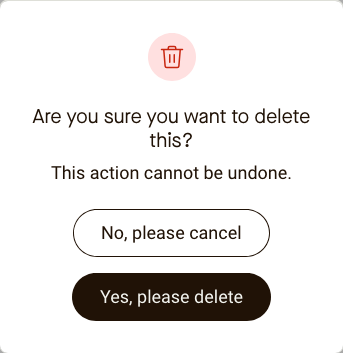 Are you sure you want to delete
this?
This action cannot be undone.
No, please cancel
Yes, please delete